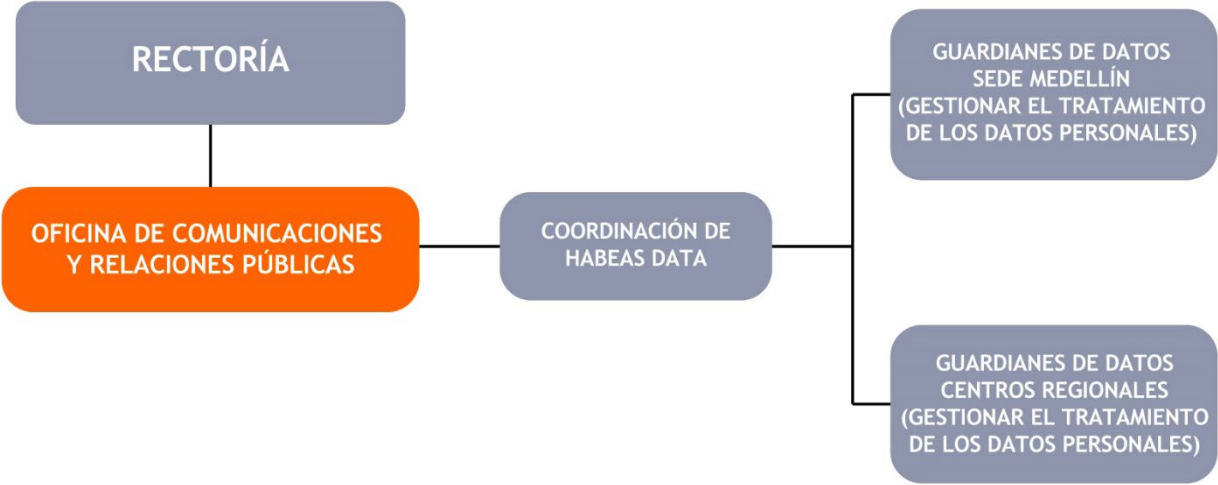 RECTORÍA
OFICINA DE COMUNICACIONES
Y RELACIONES PÚBLICAS
COORDINACIÓN DE
HABEAS DATA
GUARDIANES DE DATOS
SEDE MEDELLÍN
(GESTIONAR EL TRATAMIENTO
DE LOS DATOS PERSONALES)
GUARDIANES DE DATOS
CENTROS REGIONALES
(GESTIONAR EL TRATAMIENTO
DE LOS DATOS PERSONALES)